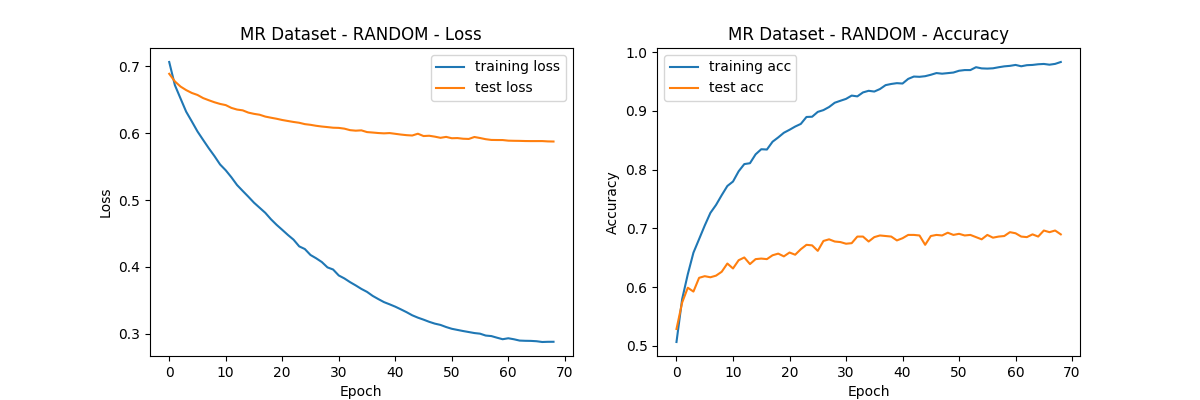 MR Dataset - RANDOM - Loss
training loss
test loss
0.7
0.6
0.5
0.4
0.3
Loss
0 10 20 30 40 50 60 70
Epoch
MR Dataset - RANDOM - Accuracy
training acc
test acc
1.0
0.9
0.8
0.7
0.6
0.5
Accuracy
0 10 20 30 40 50 60 70
Epoch